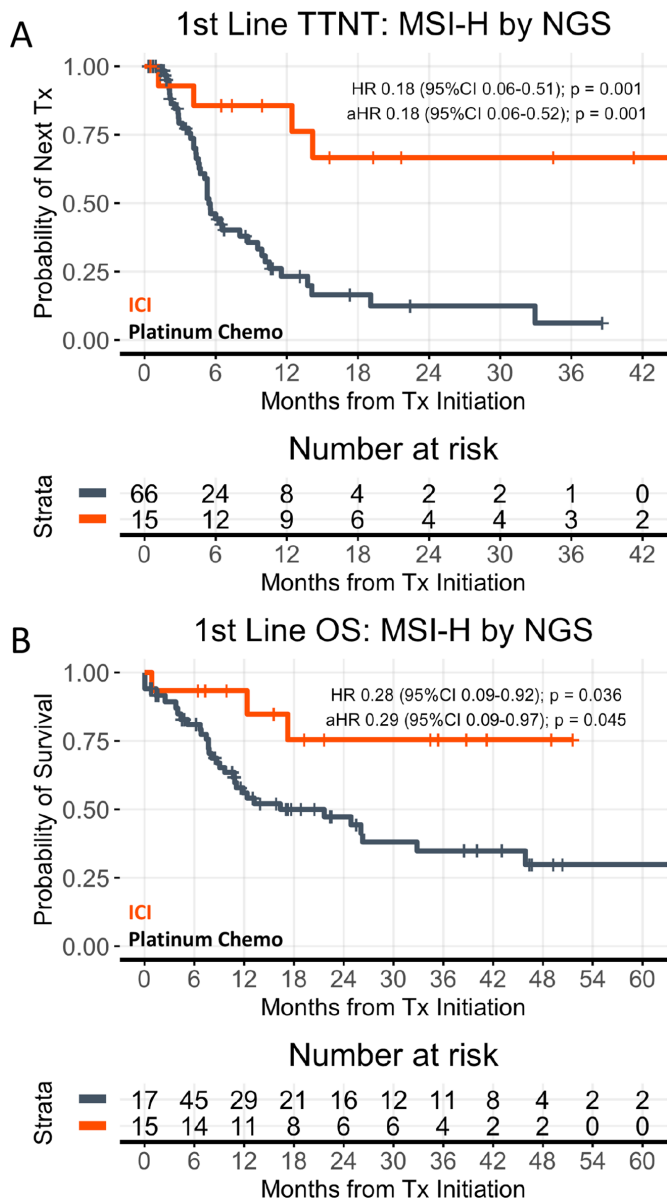 A
1st Line TTNT: MSI-H by NGS
HR 0.18 (95%CI 0.06-0.51); p = 0.001
aHR 0.18 (95%CI 0.06-0.52); p = 0.001
Probability of Next Tx
1.00
0.75
0.50
0.25
0.00
ICI
Platinum Chemo
0 6 12 18 24 30 36 42
Months from Tx Initiation
Number at risk
Strata
66 24 8 4 2 2 1 0
15 12 9 6 4 4 3 2
0 6 12 18 24 30 36 42
Months from Tx Initiation
B
1st Line OS: MSI-H by NGS
HR 0.28 (95%CI 0.09-0.92); p = 0.036
aHR 0.29 (95%CI 0.09-0.97); p = 0.045
Probability of Survival
1.00
0.75
0.50
0.25
0.00
ICI
Platinum Chemo
0 6 12 18 24 30 36 42 48 54 60
Months from Tx Initiation
Number at risk
Strata
17 45 29 21 16 12 11 8 4 2 2
15 14 11 8 6 6 4 2 2 0 0
0 6 12 18 24 30 36 42 48 54 60
Months from Tx Initiation